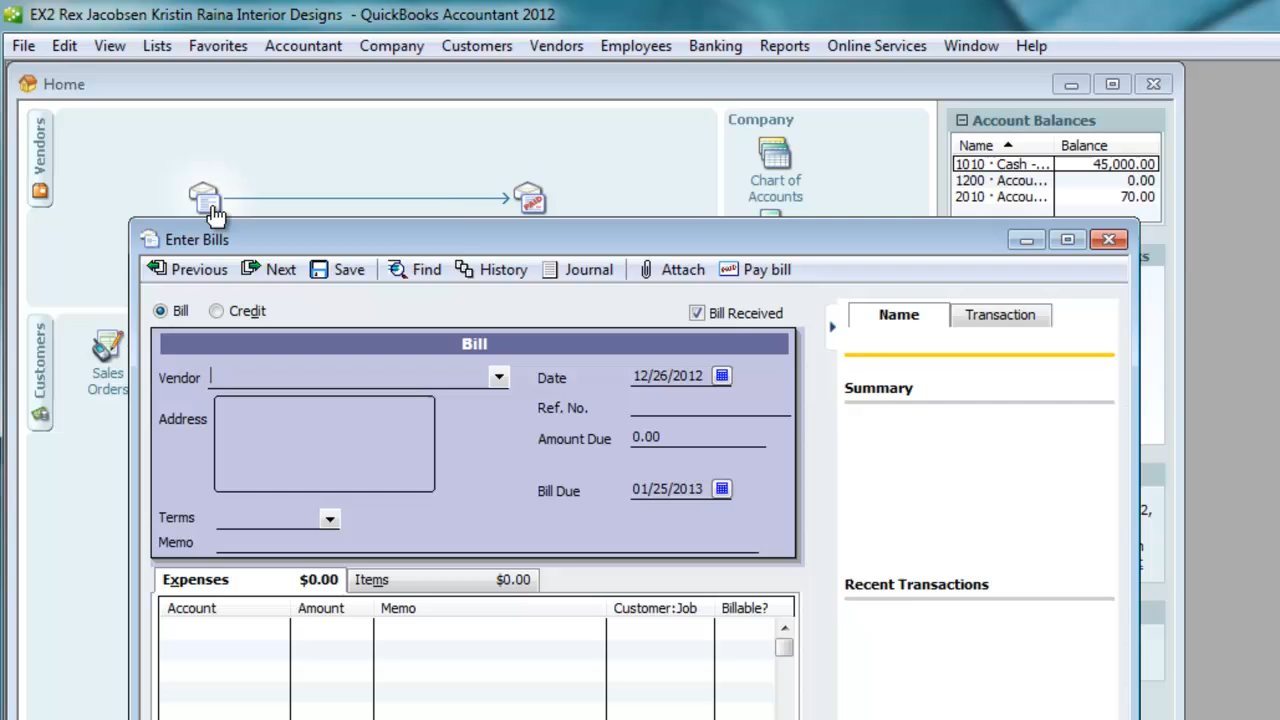 EX2 Rex Jacobsen Kristin Raina Interior Designs - QuickBooks Accountant 2012
File Edit View Lists Favorites Accountant Company Customers Vendors Employees Banking Reports Online Services Window Help
Home
Vendors
Company
Chart of
Accounts
Account Balances
Name Balance
1010 · Cash -... 45,000.00
1200 · Accou... 0.00
2010 · Accou... 70.00
Customers
Sales
Orders
Enter Bills
Previous Next Save Find History Journal Attach Pay bill
Bill Credit Bill Received
Bill
Vendor Date 12/26/2012
Address Ref. No.
Amount Due 0.00
Bill Due 01/25/2013
Terms
Memo
Expenses $0.00 Items $0.00
Account Amount Memo Customer:Job Billable?
Name Transaction
Summary
Recent Transactions